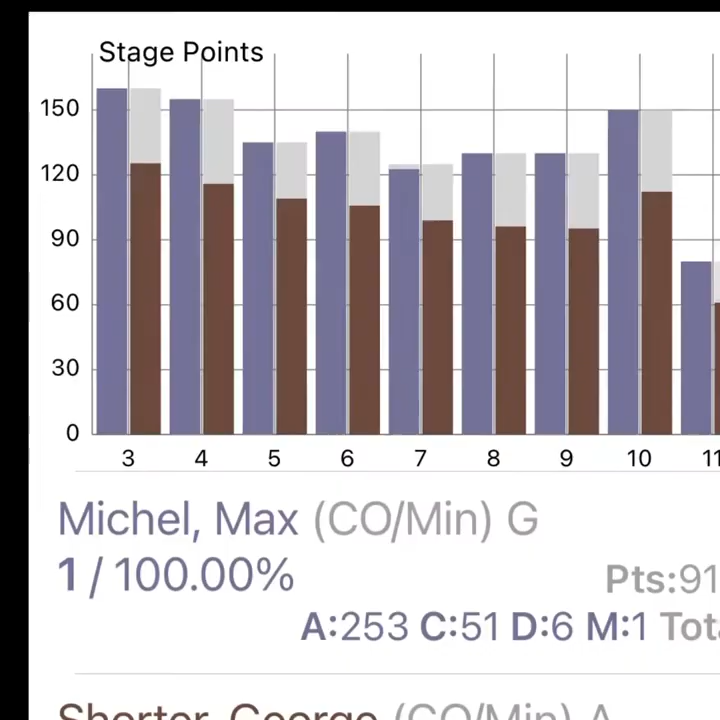 Stage Points
150
120
90
60
30
0
3 4 5 6 7 8 9 10 11
Michel, Max (CO/Min) G
1 / 100.00%
Pts:91
A:253 C:51 D:6 M:1 Tot
Shorter, George (CO/Min) A